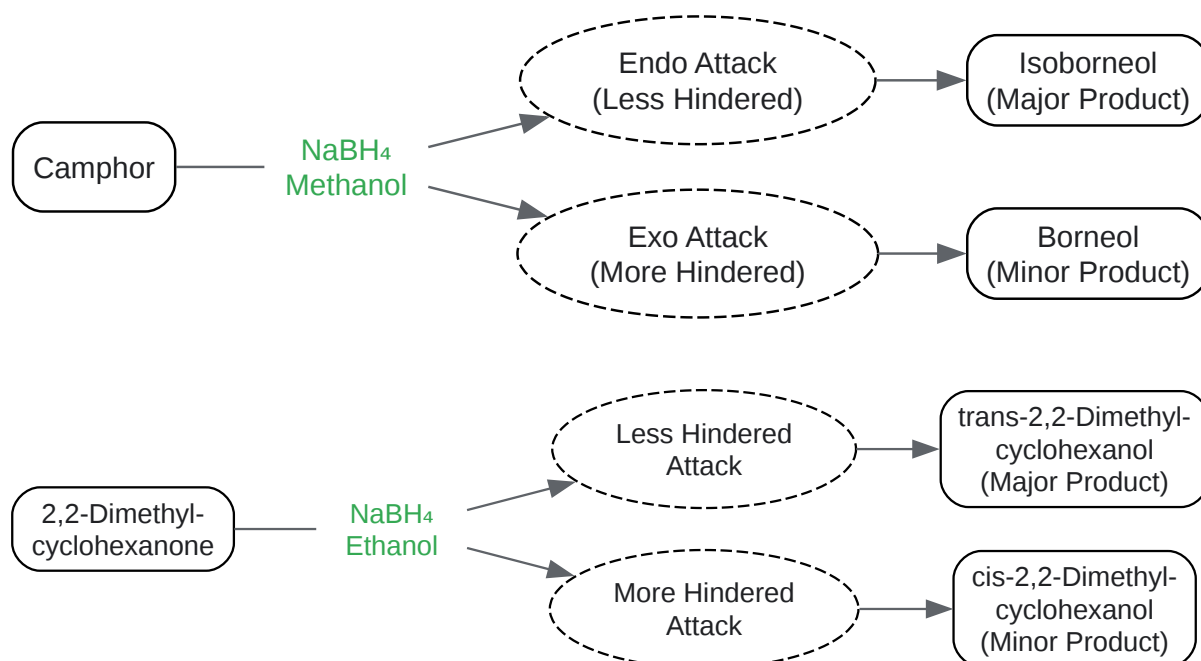 Camphor
NaBH₄
Methanol
Endo Attack
(Less Hindered)
Isoborneol
(Major Product)
Exo Attack
(More Hindered)
Borneol
(Minor Product)
2,2-Dimethyl-
cyclohexanone
NaBH₄
Ethanol
Less Hindered
Attack
trans-2,2-Dimethyl-
cyclohexanol
(Major Product)
More Hindered
Attack
cis-2,2-Dimethyl-
cyclohexanol
(Minor Product)